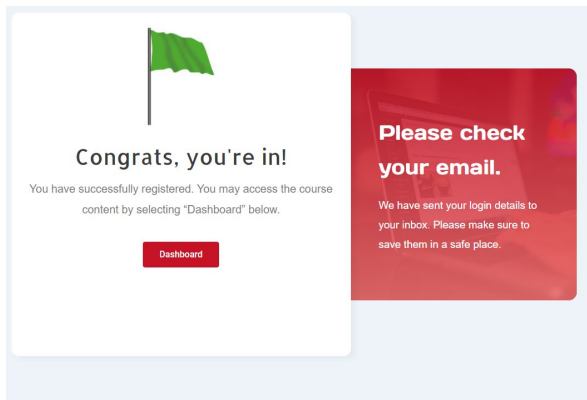 Congrats, you're in!
You have successfully registered. You may access the course
content by selecting “Dashboard” below.
Dashboard
Please check
your email.
We have sent your login details to
your inbox. Please make sure to
save them in a safe place.